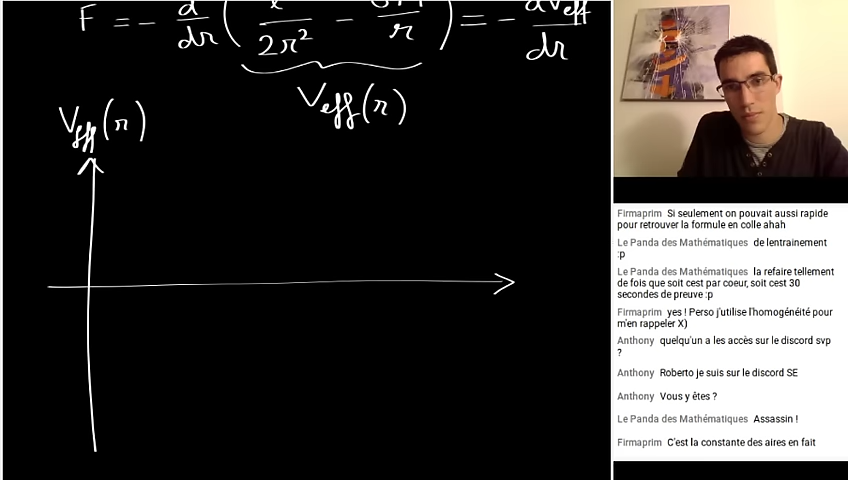 F = - d/dr ( 2r² - r ) = - dVeff/dr
Veff(r)
Veff(r)
Firmaprim Si seulement on pouvait aussi rapide
pour retrouver la formule en colle ahah
Le Panda des Mathématiques de lentrainement
:p
Le Panda des Mathématiques la refaire tellement
de fois que soit cest par coeur, soit cest 30
secondes de preuve :p
Firmaprim yes ! Perso j'utilise l'homogénéité pour
m'en rappeler X)
Anthony quelqu'un a les accès sur le discord svp
?
Anthony Roberto je suis sur le discord SE
Anthony Vous y êtes ?
Le Panda des Mathématiques Assassin !
Firmaprim C'est la constante des aires en fait